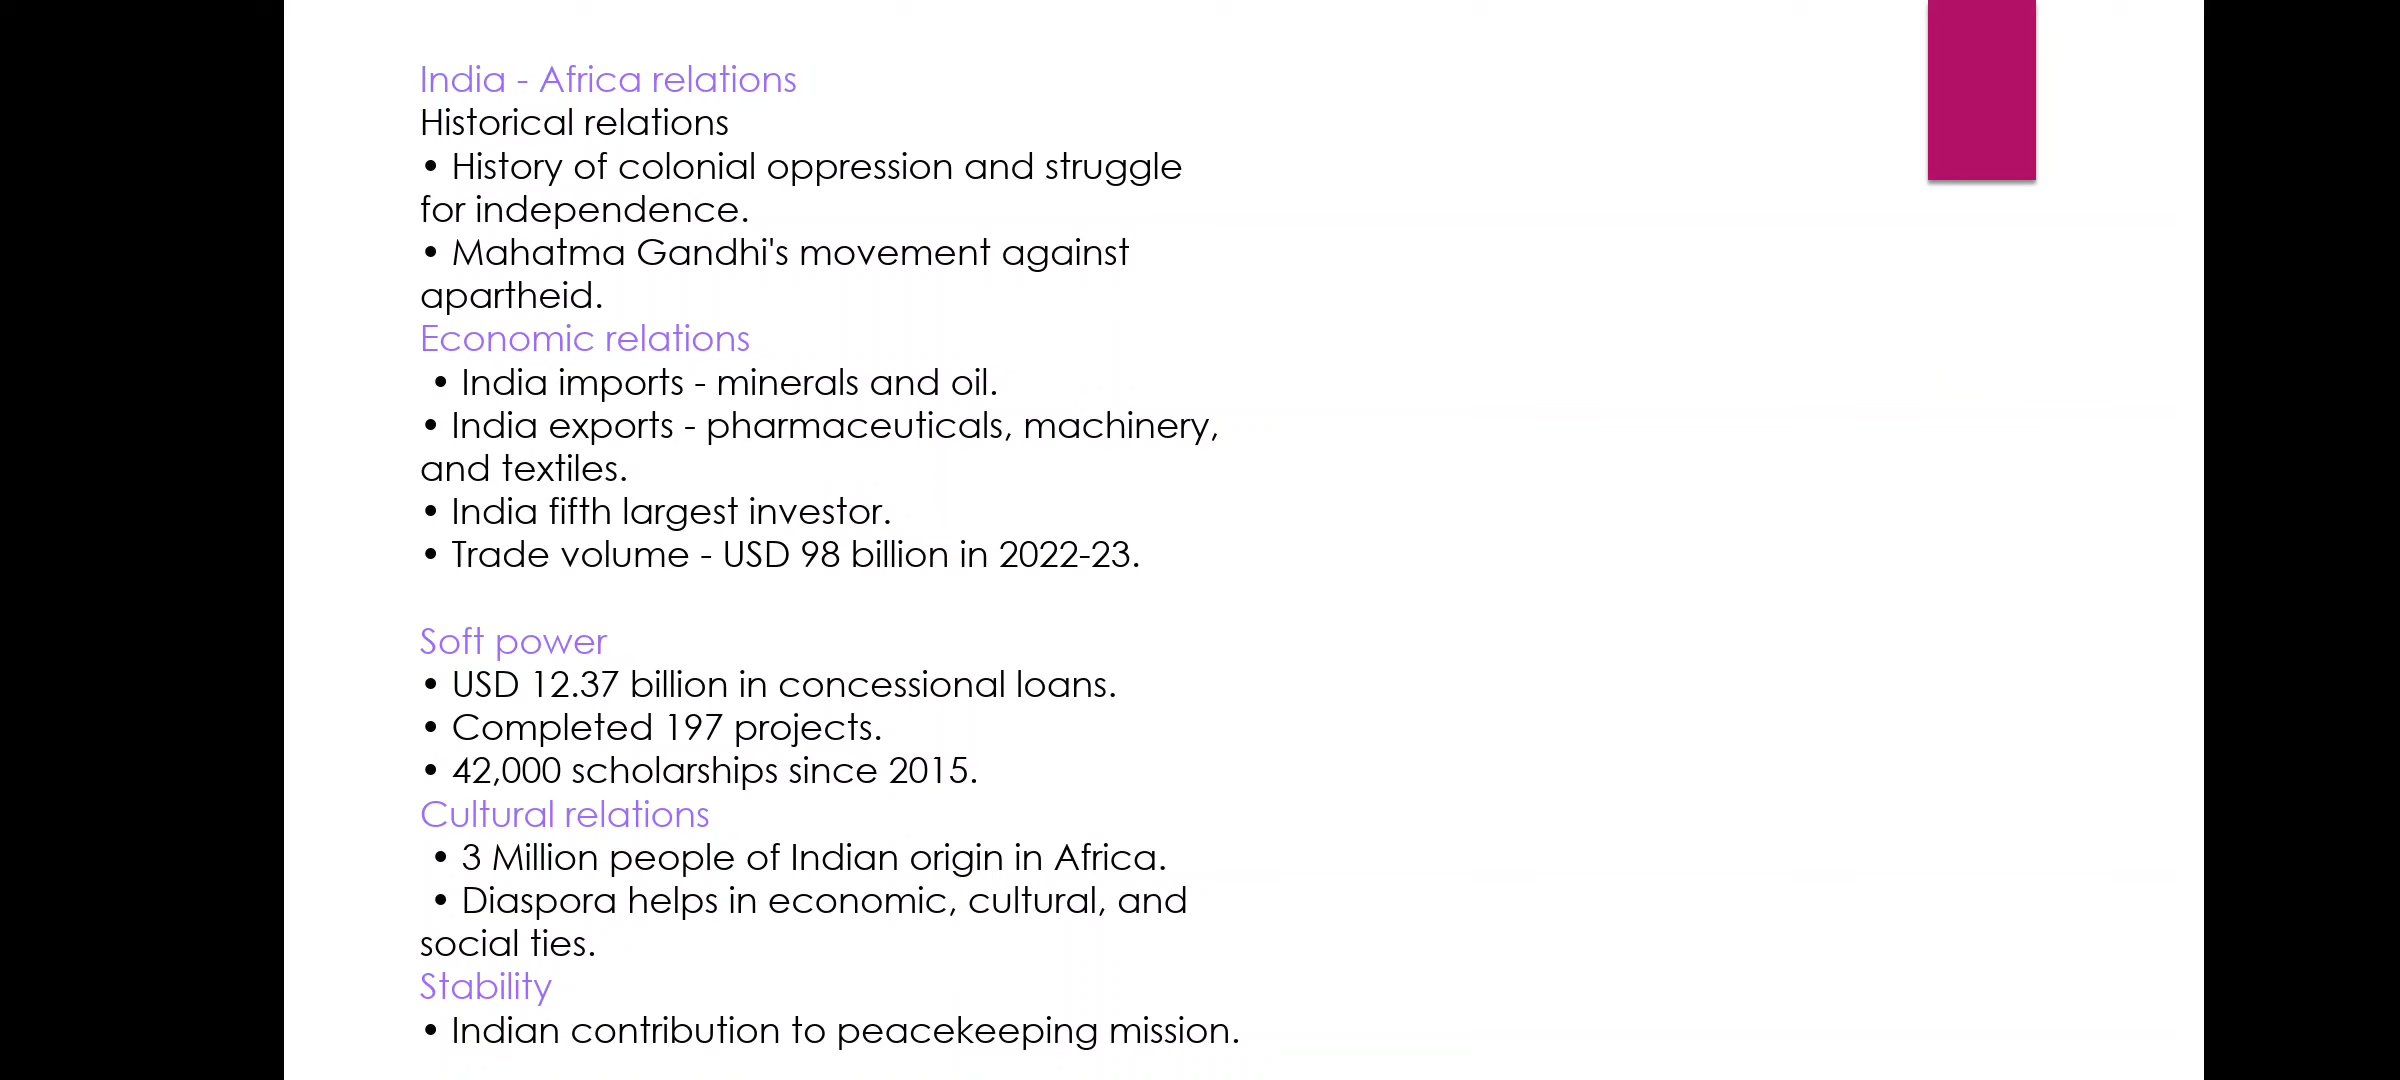 India - Africa relations
Historical relations
• History of colonial oppression and struggle
for independence.
• Mahatma Gandhi's movement against
apartheid.
Economic relations
• India imports - minerals and oil.
• India exports - pharmaceuticals, machinery,
and textiles.
• India fifth largest investor.
• Trade volume - USD 98 billion in 2022-23.
Soft power
• USD 12.37 billion in concessional loans.
• Completed 197 projects.
• 42,000 scholarships since 2015.
Cultural relations
• 3 Million people of Indian origin in Africa.
• Diaspora helps in economic, cultural, and
social ties.
Stability
• Indian contribution to peacekeeping mission.